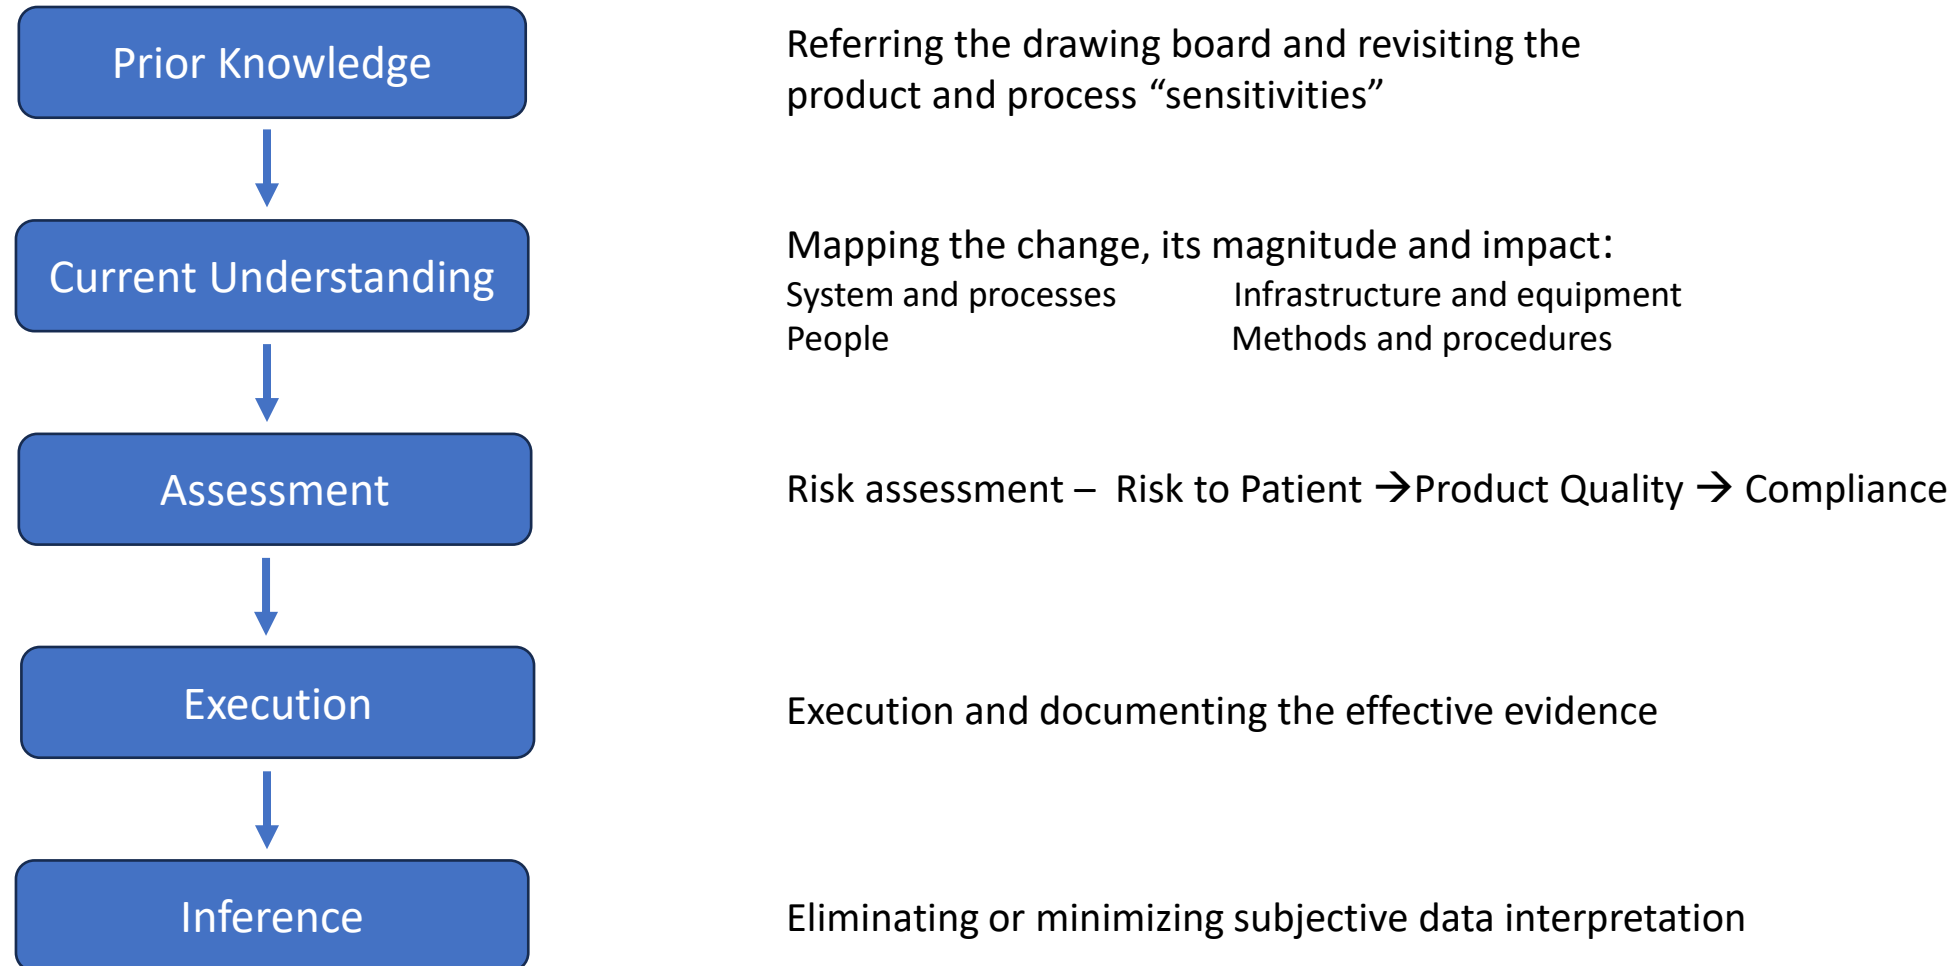 Prior Knowledge
Referring the drawing board and revisiting the
product and process “sensitivities”
Current Understanding
Mapping the change, its magnitude and impact:
System and processes Infrastructure and equipment
People Methods and procedures
Assessment
Risk assessment – Risk to Patient →Product Quality → Compliance
Execution
Execution and documenting the effective evidence
Inference
Eliminating or minimizing subjective data interpretation